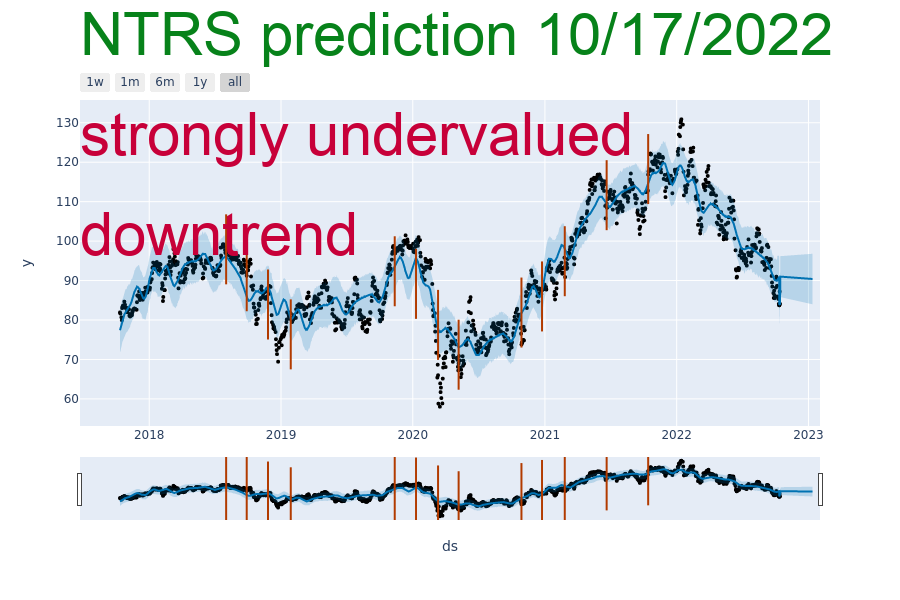 NTRS prediction 10/17/2022
1w 1m 6m 1y all
130
strongly undervalued
120
110
downtrend
100
90
80
70
60
y
2018 2019 2020 2021 2022 2023
ds